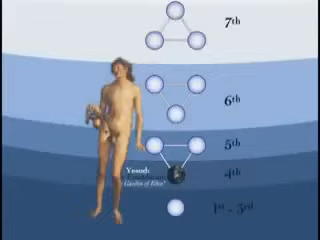 7th
6th
5th
Yesod:
4th
"Garden of Eden"
1st - 3rd